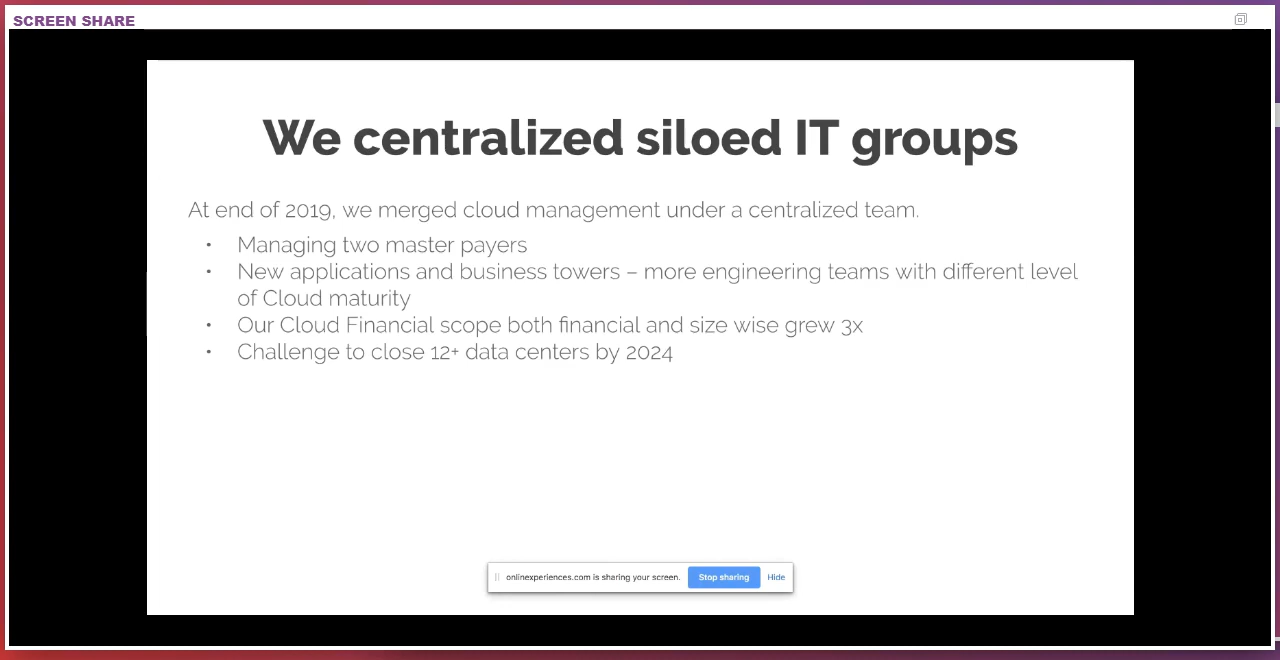 SCREEN SHARE
We centralized siloed IT groups
At end of 2019, we merged cloud management under a centralized team.
• Managing two master payers
• New applications and business towers – more engineering teams with different level
of Cloud maturity
• Our Cloud Financial scope both financial and size wise grew 3x
• Challenge to close 12+ data centers by 2024
onlinexperiences.com is sharing your screen. Stop sharing Hide